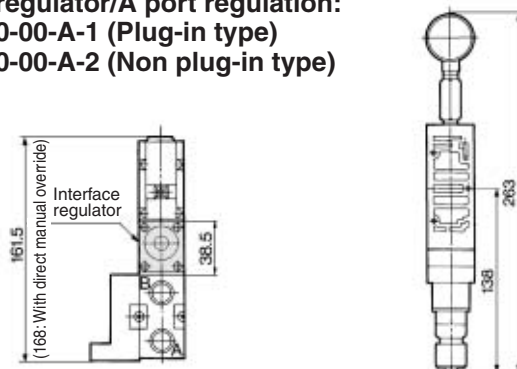 regulator/A port regulation:
0-00-A-1 (Plug-in type)
0-00-A-2 (Non plug-in type)
161.5
(168: With direct manual override)
Interface
regulator
38.5
B
A
263
138